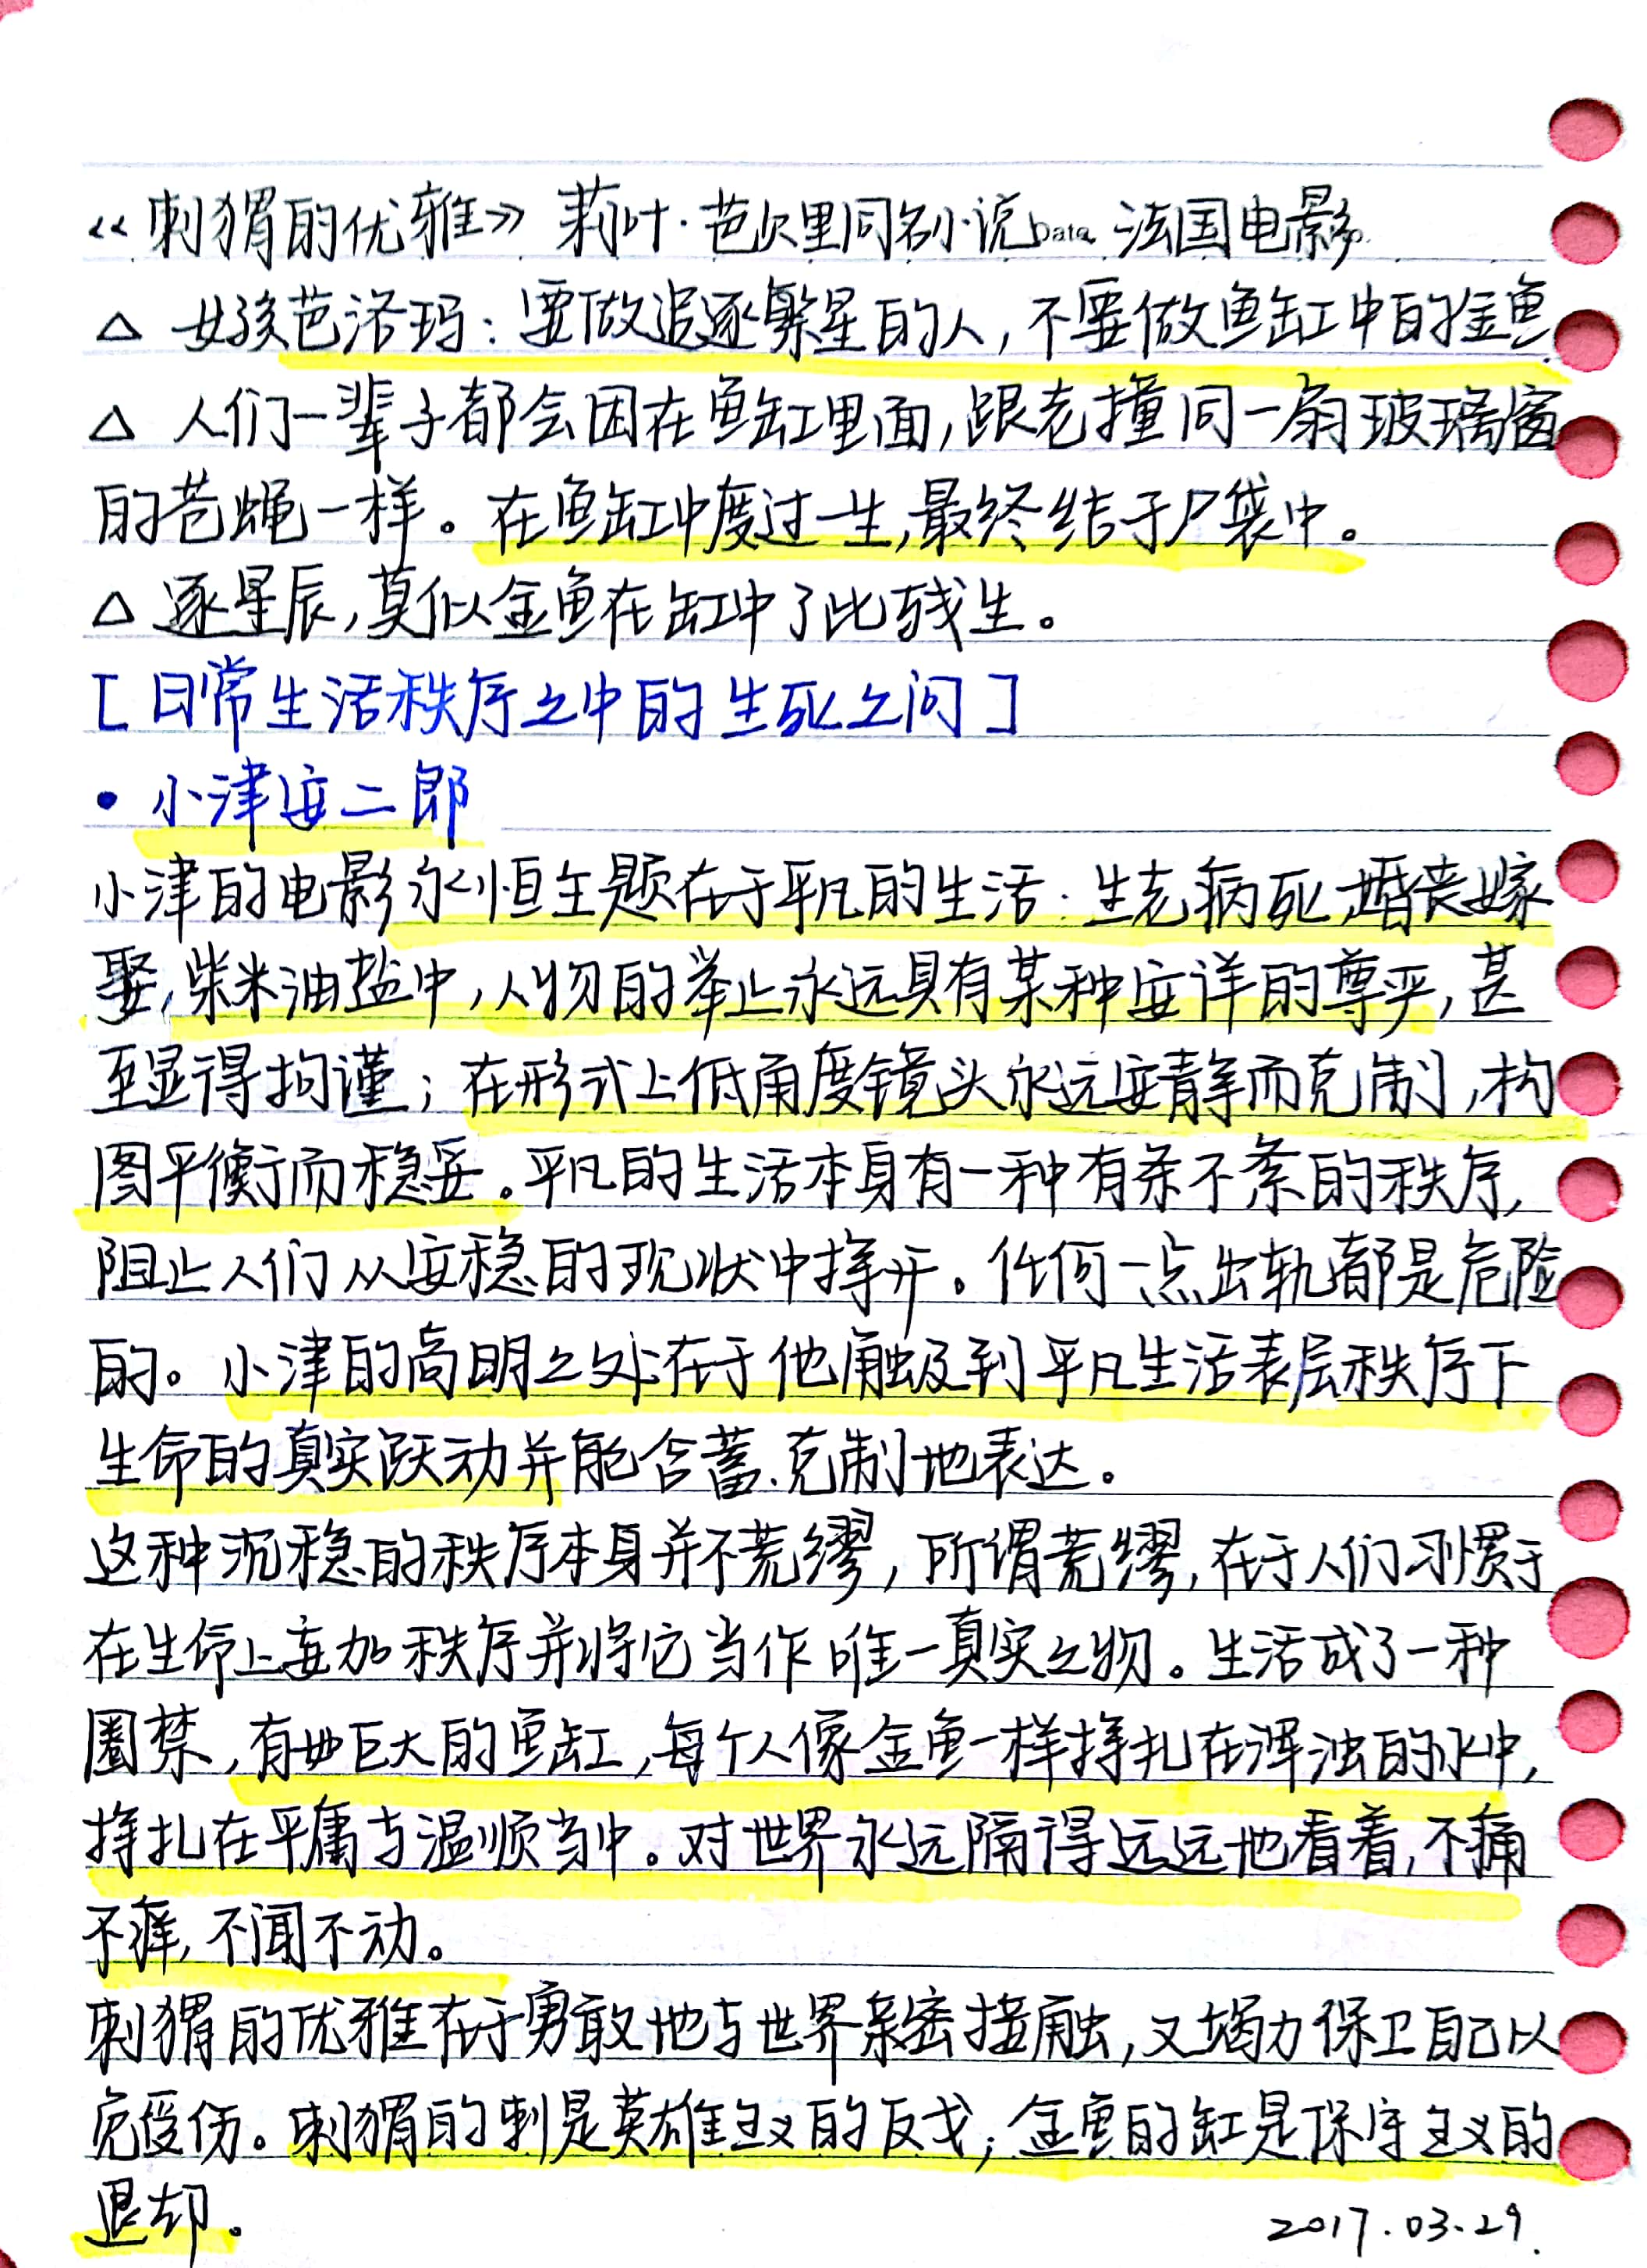 《刺猬的优雅》莉叶·芭贝里同名小说 Data 法国电影
△ 女孩芭洛玛：要做追逐繁星的人，不要做鱼缸中的金鱼
△ 人们一辈子都会困在鱼缸里面，跟老撞同一扇玻璃窗
的苍蝇一样。在鱼缸中度过一生，最终结于尸袋中。
△ 逐星辰，莫似金鱼在缸中了此残生。
[日常生活秩序之中的生死之问]
• 小津安二郎
小津的电影永恒主题在于平凡的生活：生老病死，婚丧嫁
娶，柴米油盐中，人物的举止永远具有某种安详的尊严，甚
至显得拘谨；在形式上低角度镜头永远安静而克制，构
图平衡而稳妥。平凡的生活本身有一种有条不紊的秩序，
阻止人们从安稳的现状中挣开。任何一点出轨都是危险
的。小津的高明之处在于他触及到平凡生活表层秩序下
生命的真实跃动并能含蓄、克制地表达。
这种沉稳的秩序本身并不荒缪，所谓荒缪，在于人们习惯于
在生命上妄加秩序并将它当作唯一真实之物。生活成了一种
圈禁，有如巨大的鱼缸，每个人像金鱼一样挣扎在浑浊的水中，
挣扎在平庸与温顺当中。对世界永远隔得远远地看着，不痛
不痒，不闻不动。
刺猬的优雅在于勇敢地与世界亲密接触，又竭力保卫自己以
免受伤。刺猬的刺是英雄主义的反戈；金鱼的缸是保守主义的
退却。
2017.03.29.